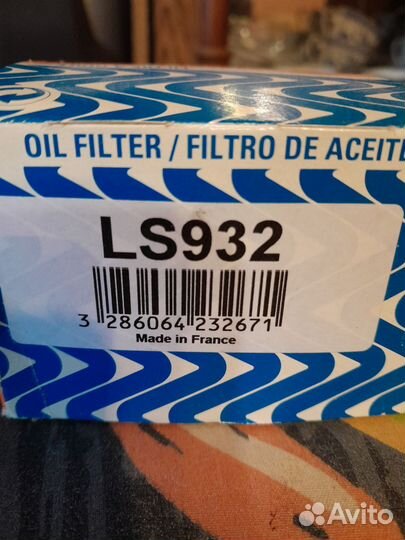 OIL FILTER / FILTRO DE ACEITE
LS932
3 286064 232671
Made in France
Avito